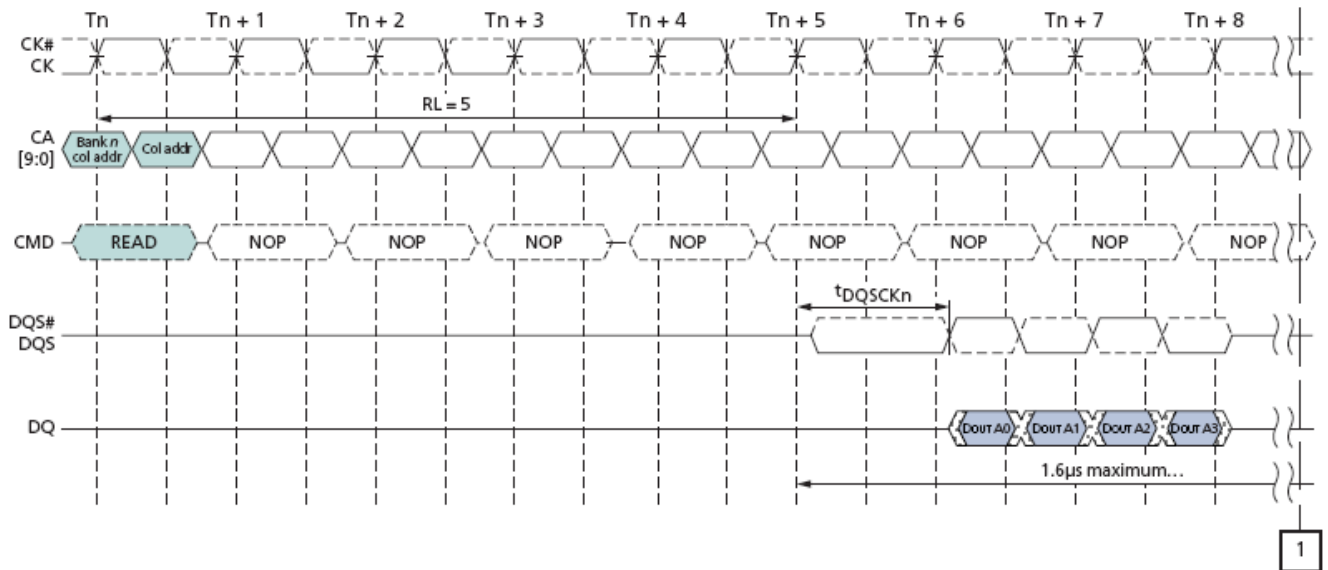 Tn Tn + 1 Tn + 2 Tn + 3 Tn + 4 Tn + 5 Tn + 6 Tn + 7 Tn + 8
CK#
CK
RL = 5
CA
[9:0]
Bank n
col addr
Col addr
CMD READ NOP NOP NOP NOP NOP NOP NOP NOP
tDQSCKn
DQS#
DQS
DQ DOUT A0 DOUT A1 DOUT A2 DOUT A3
1.6µs maximum…
1